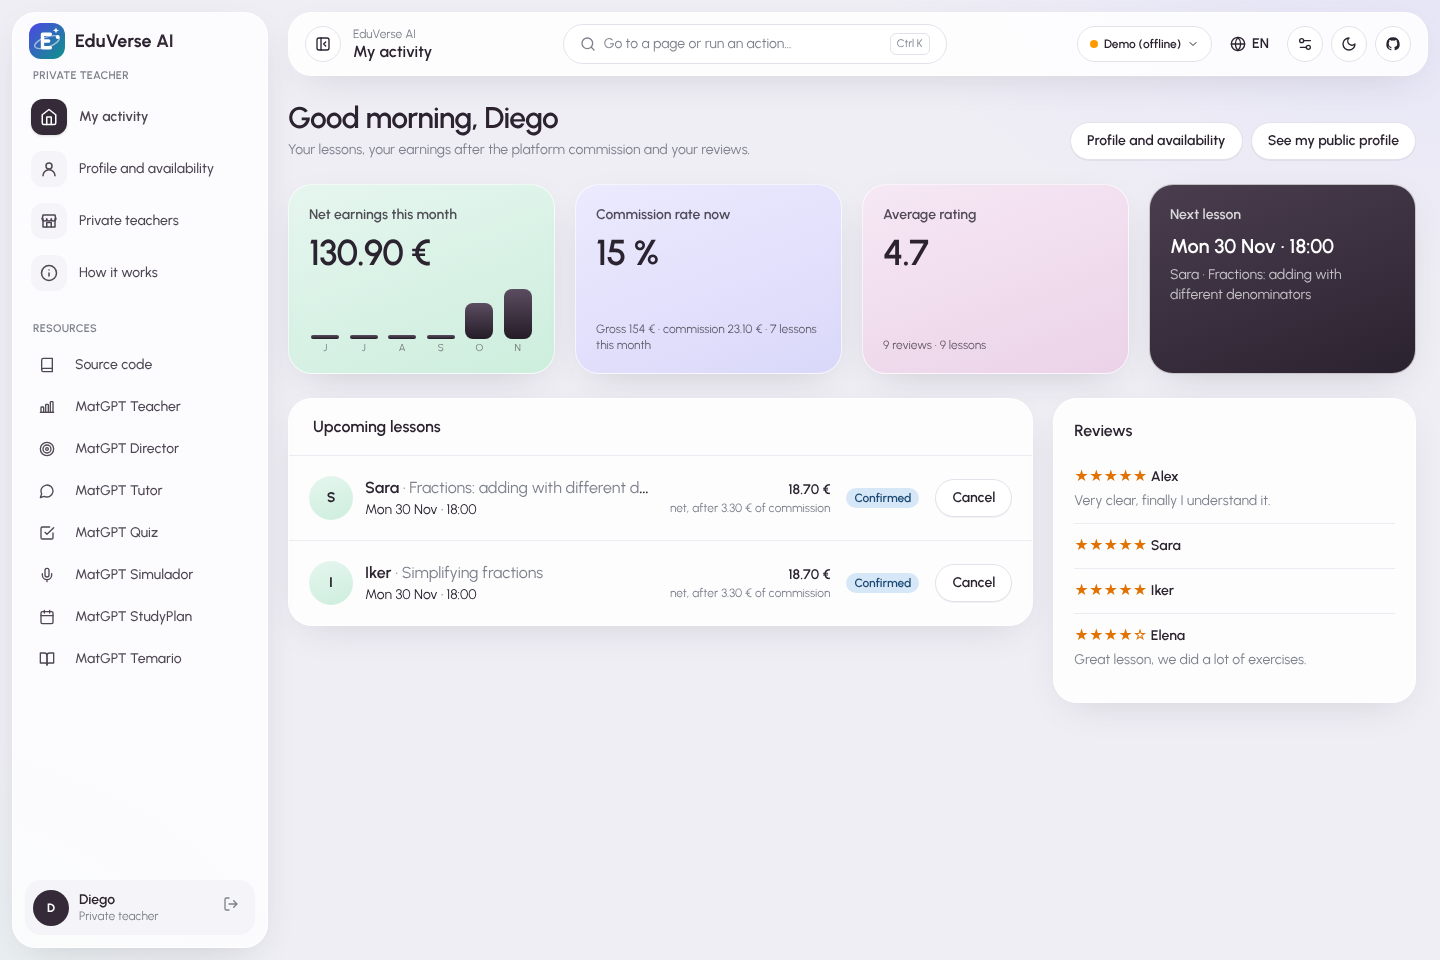 EduVerse AI
PRIVATE TEACHER
My activity
Profile and availability
Private teachers
How it works
RESOURCES
Source code
MatGPT Teacher
MatGPT Director
MatGPT Tutor
MatGPT Quiz
MatGPT Simulador
MatGPT StudyPlan
MatGPT Temario
D
Diego
Private teacher
EduVerse AI
My activity
Go to a page or run an action...
Ctrl K
Demo (offline)
EN
Good morning, Diego
Your lessons, your earnings after the platform commission and your reviews.
Profile and availability
See my public profile
Net earnings this month
130.90 €
J J A S O N
Commission rate now
15 %
Gross 154 € · commission 23.10 € · 7 lessons
this month
Average rating
4.7
9 reviews · 9 lessons
Next lesson
Mon 30 Nov · 18:00
Sara · Fractions: adding with
different denominators
Upcoming lessons
S
Sara · Fractions: adding with different d...
Mon 30 Nov · 18:00
18.70 €
net, after 3.30 € of commission
Confirmed
Cancel
I
Iker · Simplifying fractions
Mon 30 Nov · 18:00
18.70 €
net, after 3.30 € of commission
Confirmed
Cancel
Reviews
★★★★★ Alex
Very clear, finally I understand it.
★★★★★ Sara
★★★★★ Iker
★★★★☆ Elena
Great lesson, we did a lot of exercises.